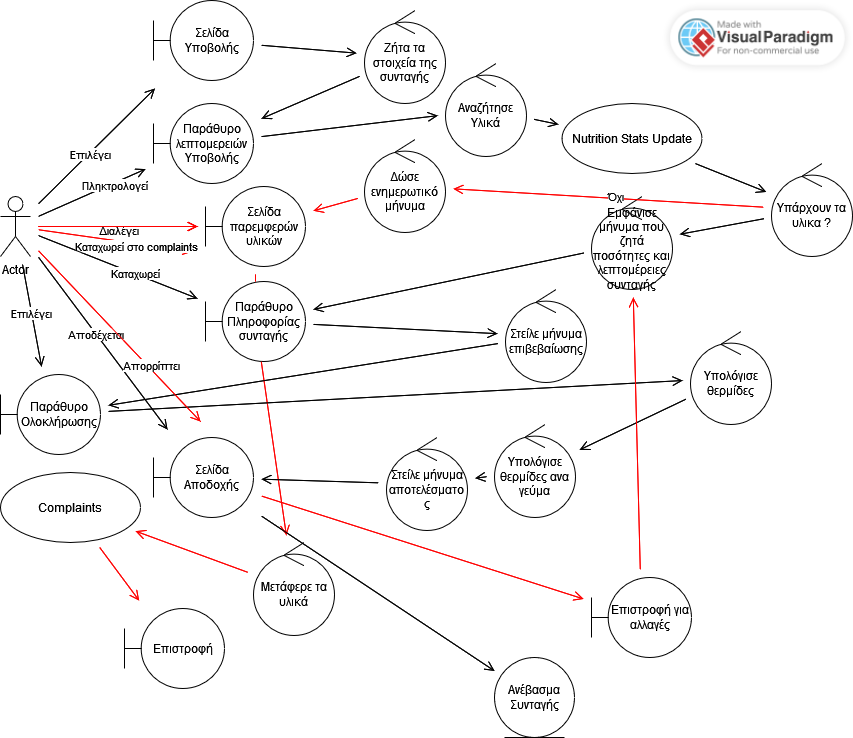 Σελίδα
Υποβολής
Ζήτα τα
στοιχεία της
συνταγής
Made with
Visual Paradigm
For non-commercial use
Παράθυρο
λεπτομερειών
Υποβολής
Αναζήτησε
Υλικά
Nutrition Stats Update
Επιλέγει
Πληκτρολογεί
Δώσε
ενημερωτικό
μήνυμα
Υπάρχουν τα
υλικα ?
Όχι
Εμφάνισε
μήνυμα που
ζητά
ποσότητες και
λεπτομέρειες
συνταγής
Σελίδα
παρεμφερών
υλικών
Διαλέγει
Καταχωρεί στο complaints
Actor
Καταχωρεί
Παράθυρο
Πληροφορίας
συνταγής
Επιλέγει
Αποδέχεται
Απορρίπτει
Στείλε μήνυμα
επιβεβαίωσης
Υπολόγισε
θερμίδες
Παράθυρο
Ολοκλήρωσης
Σελίδα
Αποδοχής
Στείλε μήνυμα
αποτελέσματο
ς
Υπολόγισε
θερμίδες ανα
γεύμα
Complaints
Μετάφερε τα
υλικά
Επιστροφή για
αλλαγές
Επιστροφή
Ανέβασμα
Συνταγής